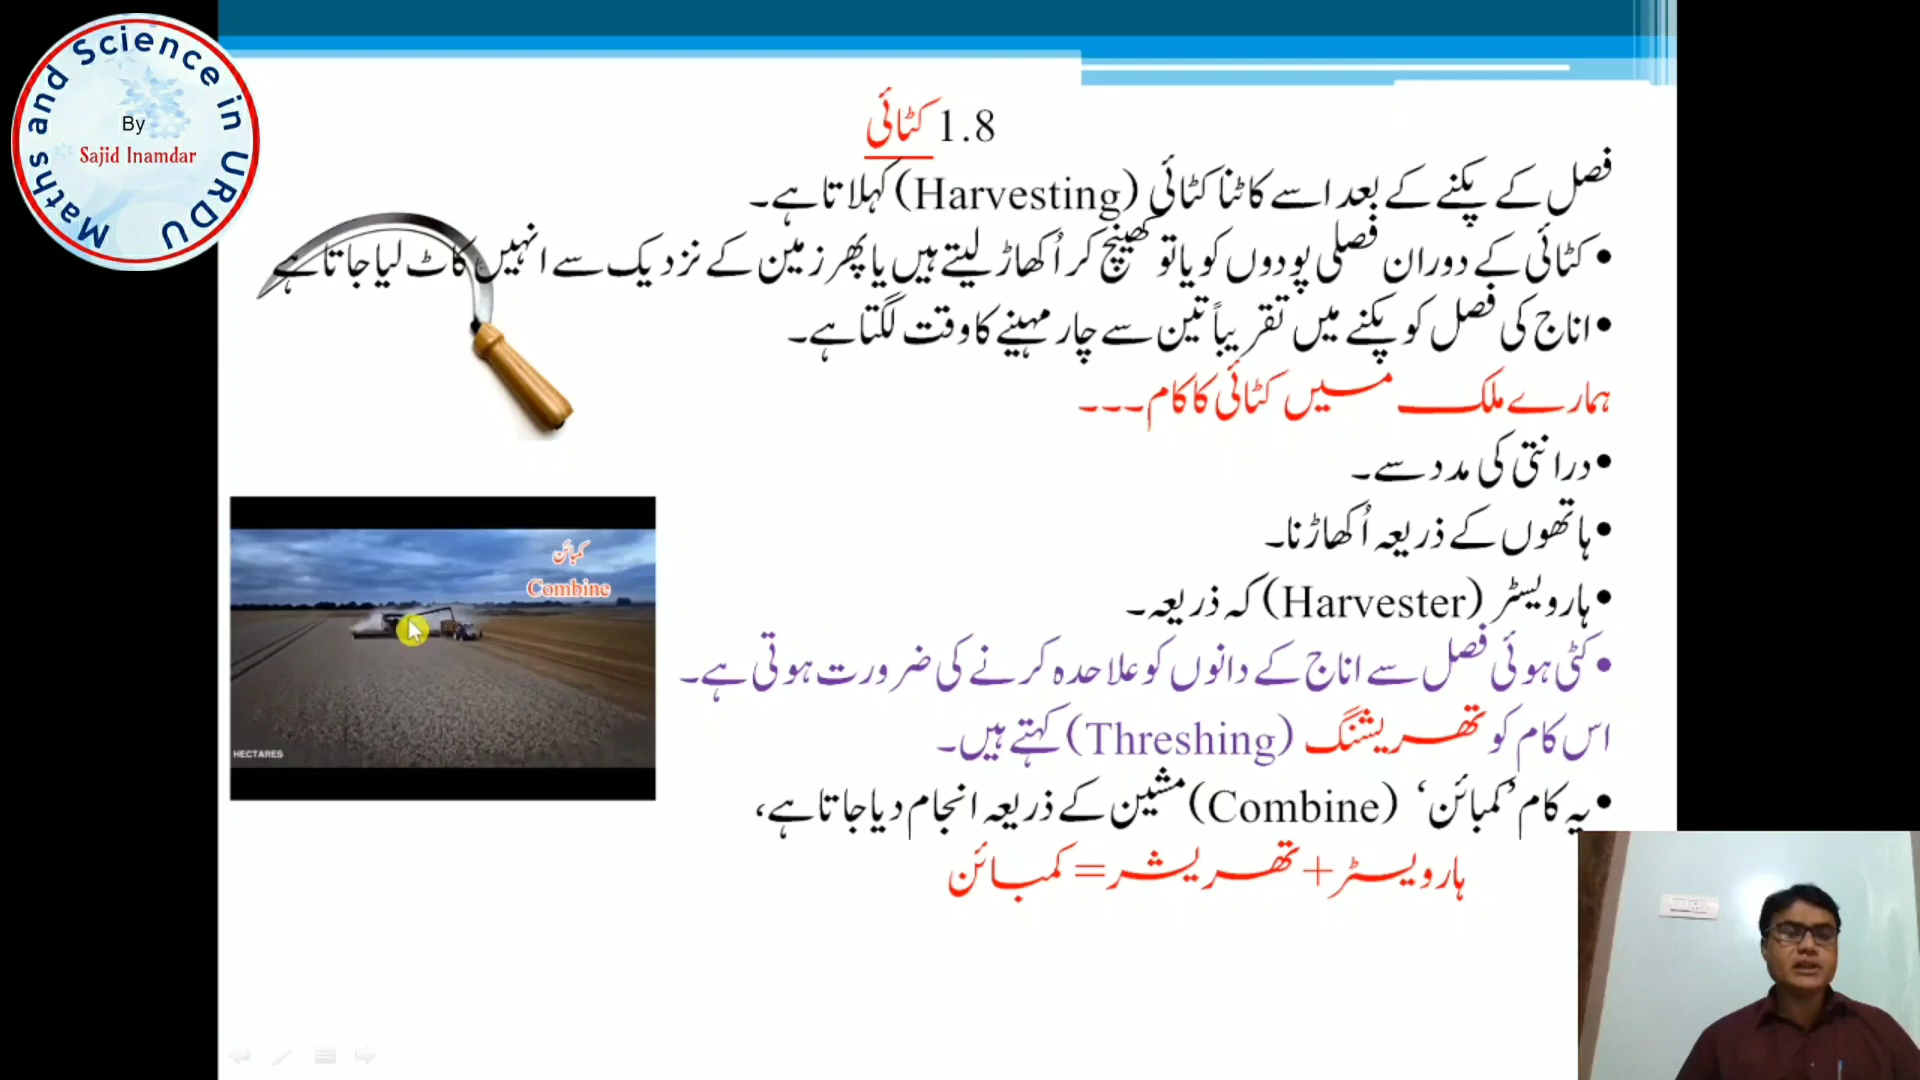 Maths and Science in URDU
By
Sajid Inamdar
1.8 کٹائی
فصل کے پکنے کے بعد اسے کاٹنا کٹائی (Harvesting) کہلاتا ہے۔
• کٹائی کے دوران فصلی پودوں کو یا تو کھینچ کر اُکھاڑ لیتے ہیں یا پھر زمین کے نزدیک سے انہیں کاٹ لیا جاتا ہے
• اناج کی فصل کو پکنے میں تقریباً تین سے چار مہینے کا وقت لگتا ہے۔
ہمارے ملک میں کٹائی کا کام۔۔۔
• درانتی کی مدد سے۔
• ہاتھوں کے ذریعہ اُکھاڑنا۔
• ہارویسٹر (Harvester) کہ ذریعہ۔
• کٹی ہوئی فصل سے اناج کے دانوں کو علاحدہ کرنے کی ضرورت ہوتی ہے۔
اس کام کو تھریشنگ (Threshing) کہتے ہیں۔
• یہ کام ’کمبائن‘ (Combine) مشین کے ذریعہ انجام دیا جاتا ہے،
ہارویسٹر + تھریشر = کمبائن
کمبائن
Combine
HECTARES